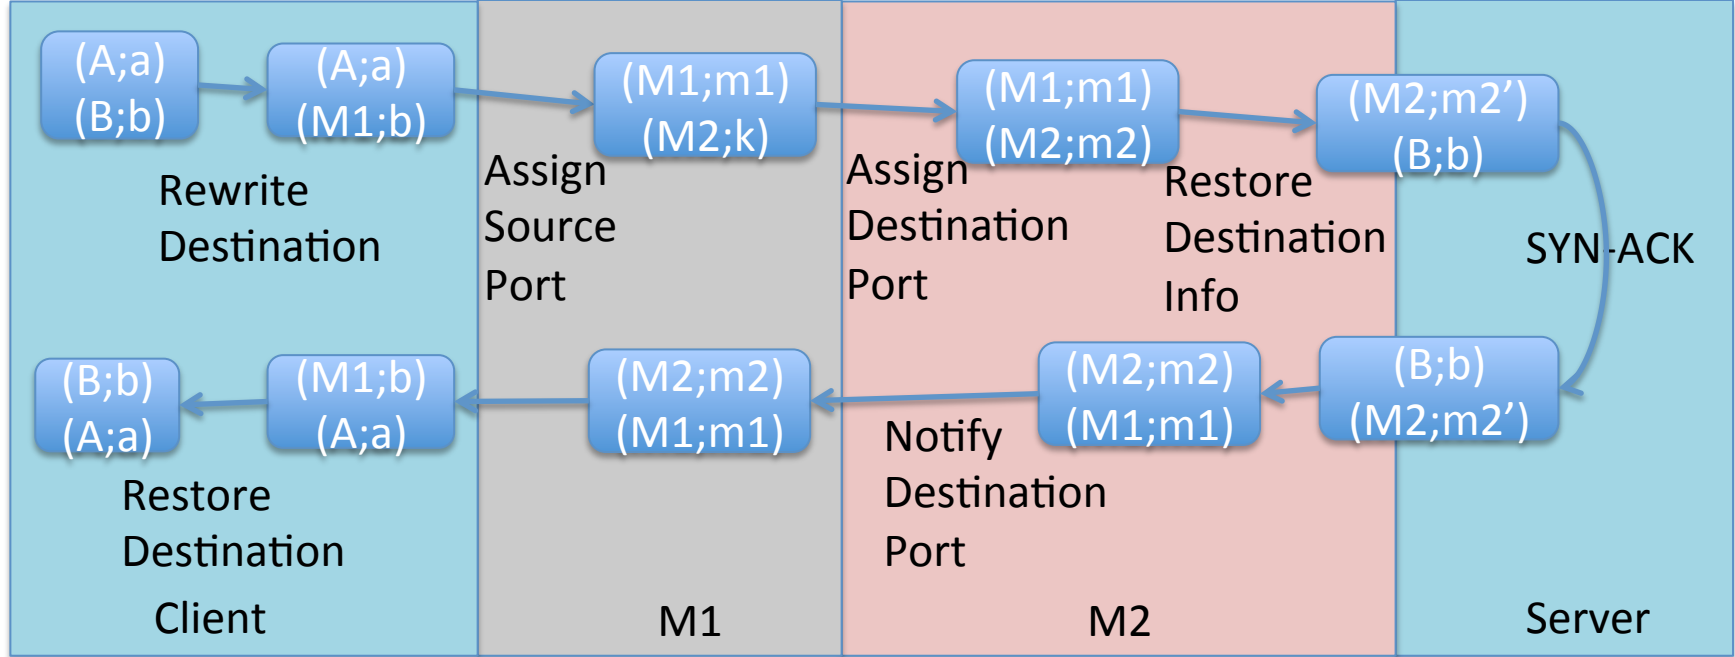 (A;a)
(B;b)
(A;a)
(M1;b)
(M1;m1)
(M2;k)
(M1;m1)
(M2;m2)
(M2;m2’)
(B;b)
Rewrite
Destination
Assign
Source
Port
Assign
Destination
Port
Restore
Destination
Info
SYN-ACK
(B;b)
(A;a)
(M1;b)
(A;a)
(M2;m2)
(M1;m1)
(M2;m2)
(M1;m1)
(B;b)
(M2;m2’)
Restore
Destination
Notify
Destination
Port
Client
M1
M2
Server